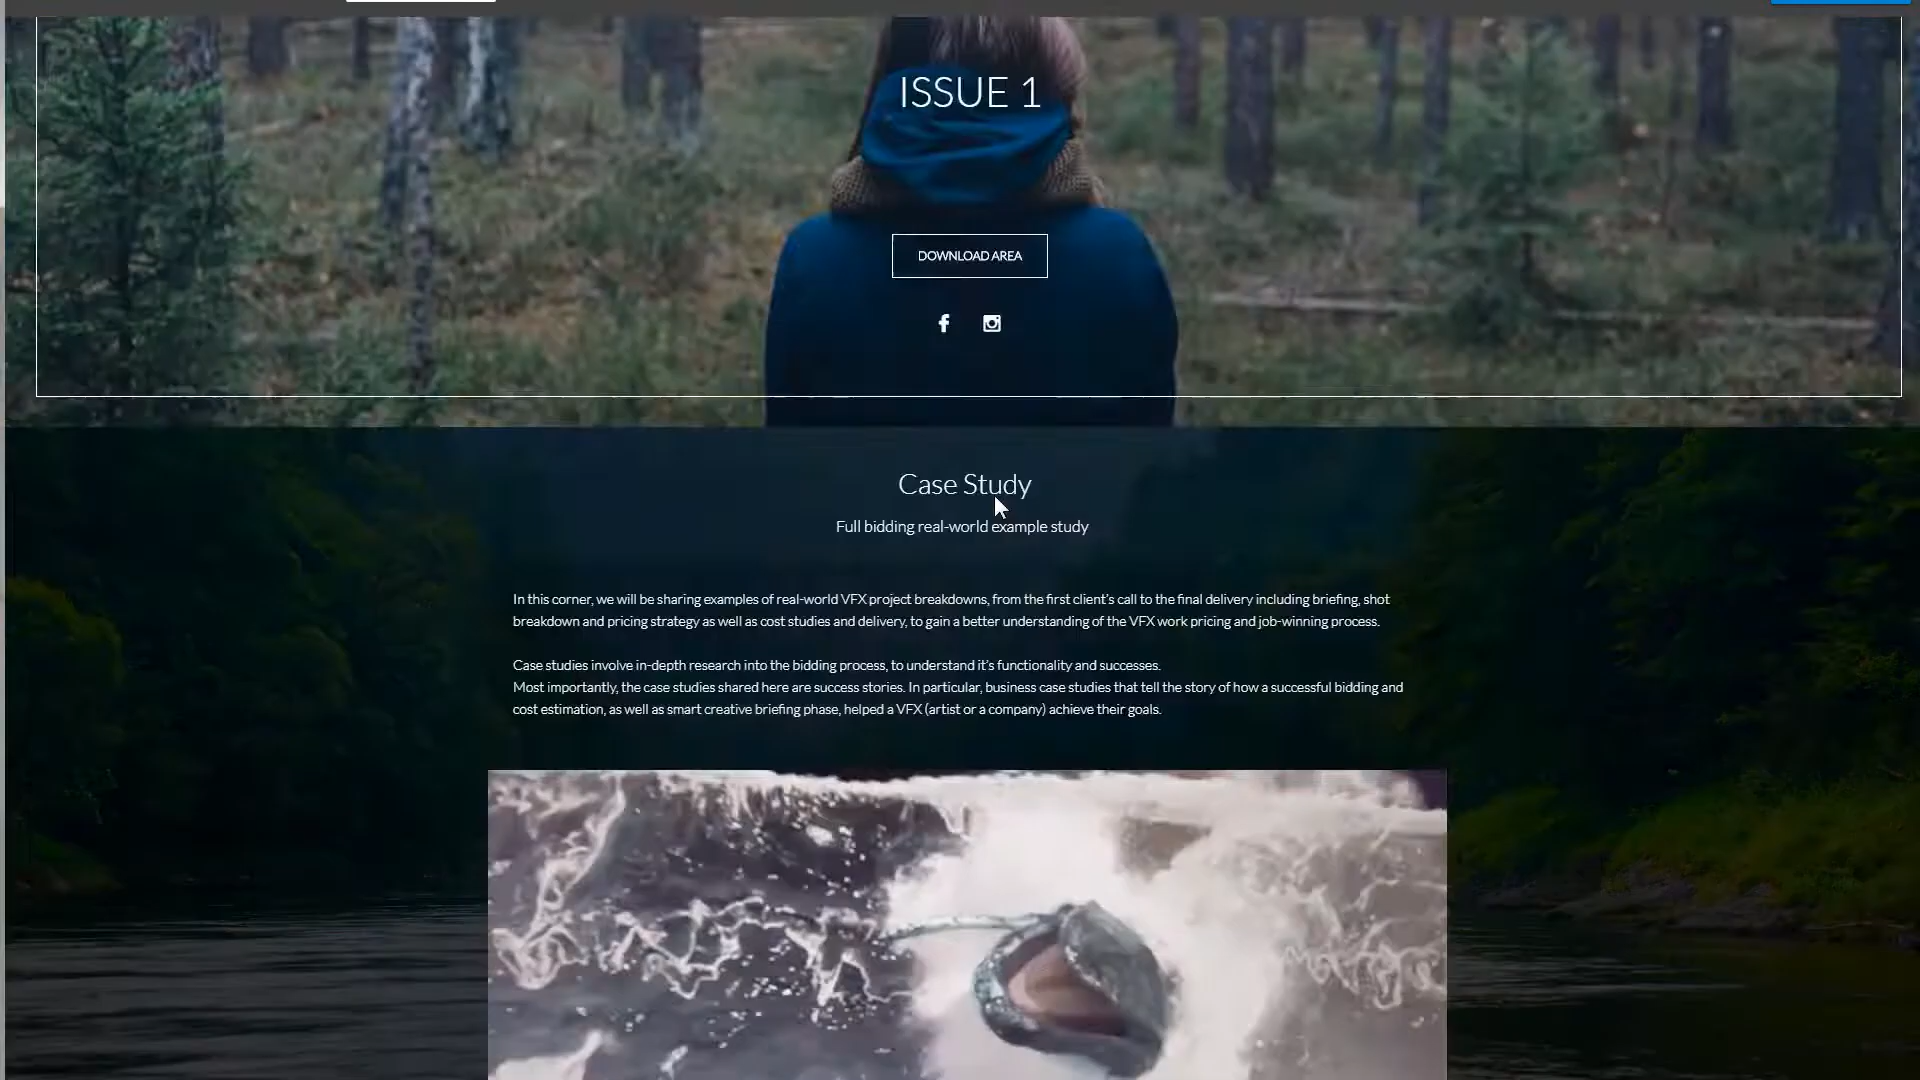 ISSUE 1
DOWNLOAD AREA
Case Study
Full bidding real-world example study
In this corner, we will be sharing examples of real-world VFX project breakdowns, from the first client's call to the final delivery including briefing, shot
breakdown and pricing strategy as well as cost studies and delivery, to gain a better understanding of the VFX work pricing and job-winning process.
Case studies involve in-depth research into the bidding process, to understand it's functionality and successes.
Most importantly, the case studies shared here are success stories. In particular, business case studies that tell the story of how a successful bidding and
cost estimation, as well as smart creative briefing phase, helped a VFX (artist or a company) achieve their goals.